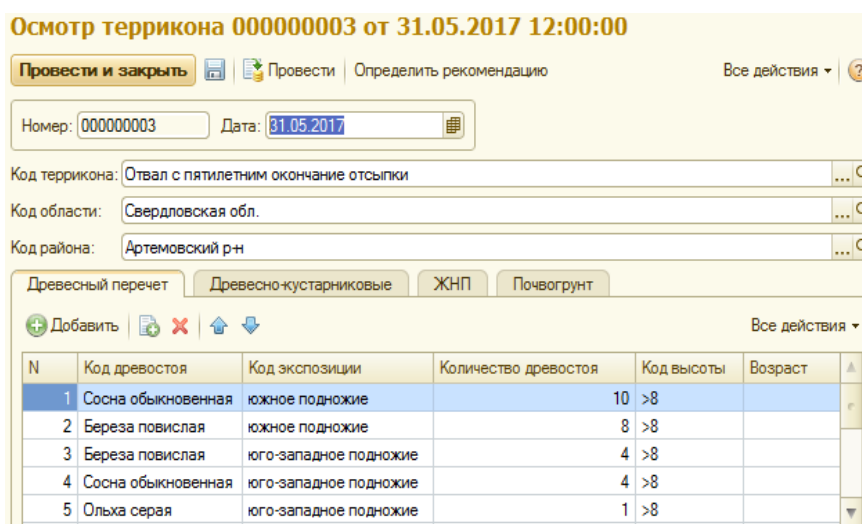 Осмотр террикона 000000003 от 31.05.2017 12:00:00
Провести и закрыть Провести Определить рекомендацию Все действия ?
Номер: 000000003 Дата: 31.05.2017
Код террикона: Отвал с пятилетним окончание отсыпки ...
Код области: Свердловская обл. ...
Код района: Артемовский р-н ...
Древесный перечет Древесно-кустарниковые ЖНП Почвогрунт
Добавить Все действия
N Код древостоя Код экспозиции Количество древостоя Код высоты Возраст
1 Сосна обыкновенная южное подножие 10 >8
2 Береза повислая южное подножие 8 >8
3 Береза повислая юго-западное подножие 4 >8
4 Сосна обыкновенная юго-западное подножие 4 >8
5 Ольха серая юго-западное подножие 1 >8